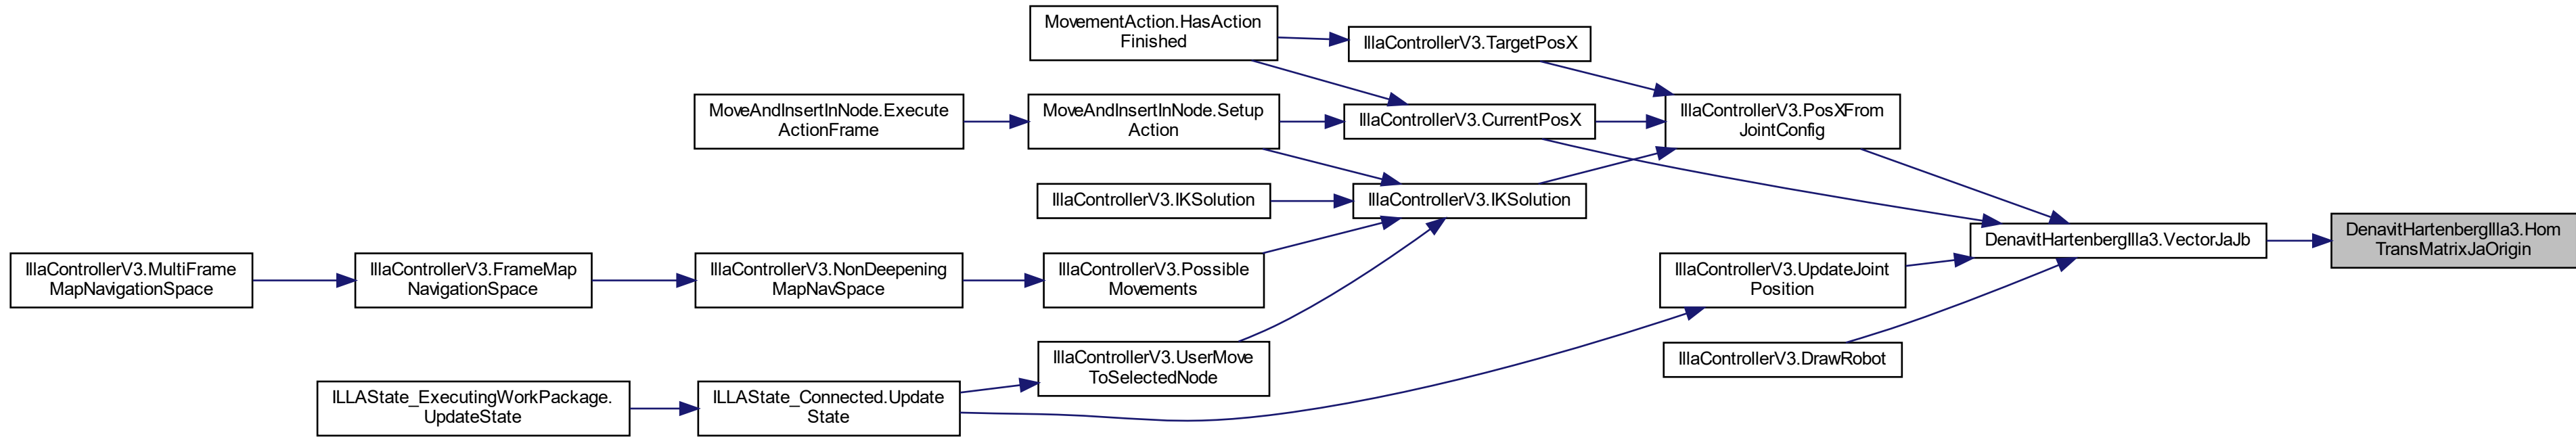 MovementAction.HasAction
Finished
IllaControllerV3.TargetPosX
MoveAndInsertInNode.Execute
ActionFrame
MoveAndInsertInNode.Setup
Action
IllaControllerV3.CurrentPosX
IllaControllerV3.PosXFrom
JointConfig
IllaControllerV3.IKSolution
IllaControllerV3.IKSolution
DenavitHartenbergIlla3.VectorJaJb
DenavitHartenbergIlla3.Hom
TransMatrixJaOrigin
IllaControllerV3.MultiFrame
MapNavigationSpace
IllaControllerV3.FrameMap
NavigationSpace
IllaControllerV3.NonDeepening
MapNavSpace
IllaControllerV3.Possible
Movements
IllaControllerV3.UpdateJoint
Position
IllaControllerV3.UserMove
ToSelectedNode
IllaControllerV3.DrawRobot
ILLAState_ExecutingWorkPackage.
UpdateState
ILLAState_Connected.Update
State